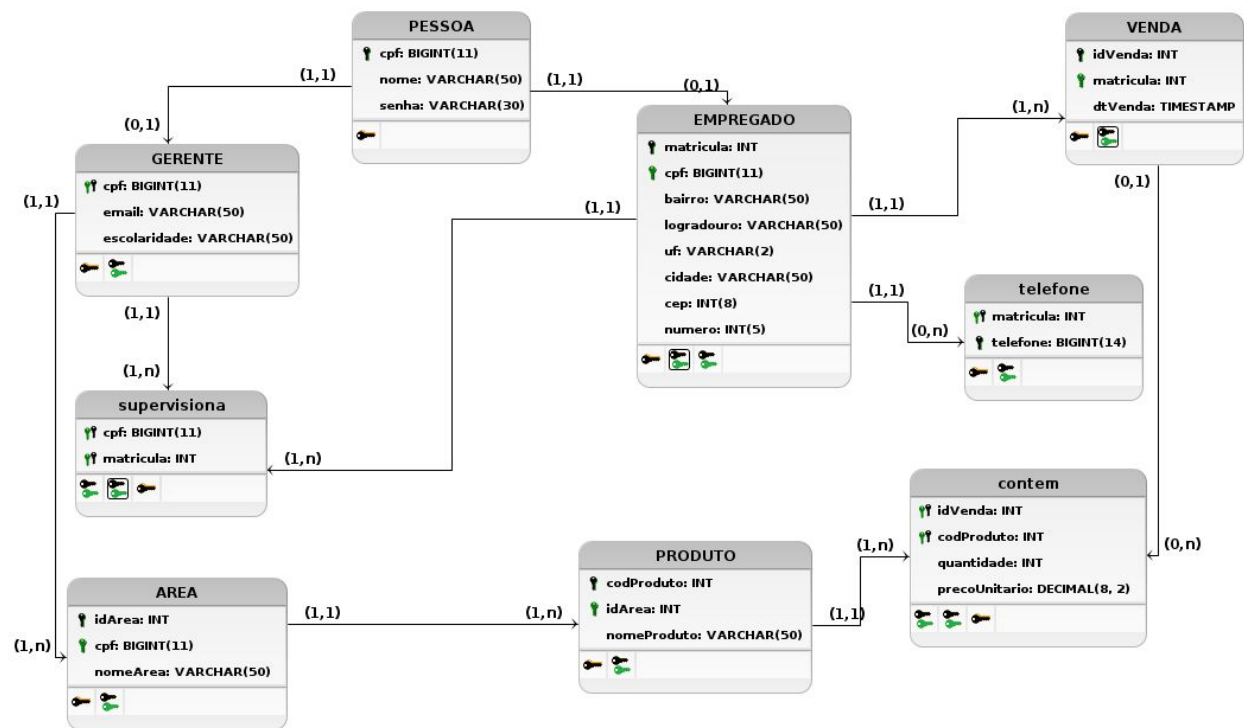 PESSOA
cpf: BIGINT(11)
nome: VARCHAR(50)
senha: VARCHAR(30)
(1,1)
(0,1)
(1,1)
(0,1)
VENDA
idVenda: INT
matricula: INT
dtVenda: TIMESTAMP
(1,n)
(0,1)
GERENTE
cpf: BIGINT(11)
email: VARCHAR(50)
escolaridade: VARCHAR(50)
(1,1)
(1,1)
EMPREGADO
matricula: INT
cpf: BIGINT(11)
bairro: VARCHAR(50)
logradouro: VARCHAR(50)
uf: VARCHAR(2)
cidade: VARCHAR(50)
cep: INT(8)
numero: INT(5)
(1,1)
(1,1)
(1,1)
telefone
matricula: INT
telefone: BIGINT(14)
(0,n)
supervisiona
cpf: BIGINT(11)
matricula: INT
(1,n)
(1,n)
contem
idVenda: INT
codProduto: INT
quantidade: INT
precoUnitario: DECIMAL(8, 2)
(1,n)
(0,n)
AREA
idArea: INT
cpf: BIGINT(11)
nomeArea: VARCHAR(50)
(1,n)
(1,1)
PRODUTO
codProduto: INT
idArea: INT
nomeProduto: VARCHAR(50)
(1,n)
(1,1)